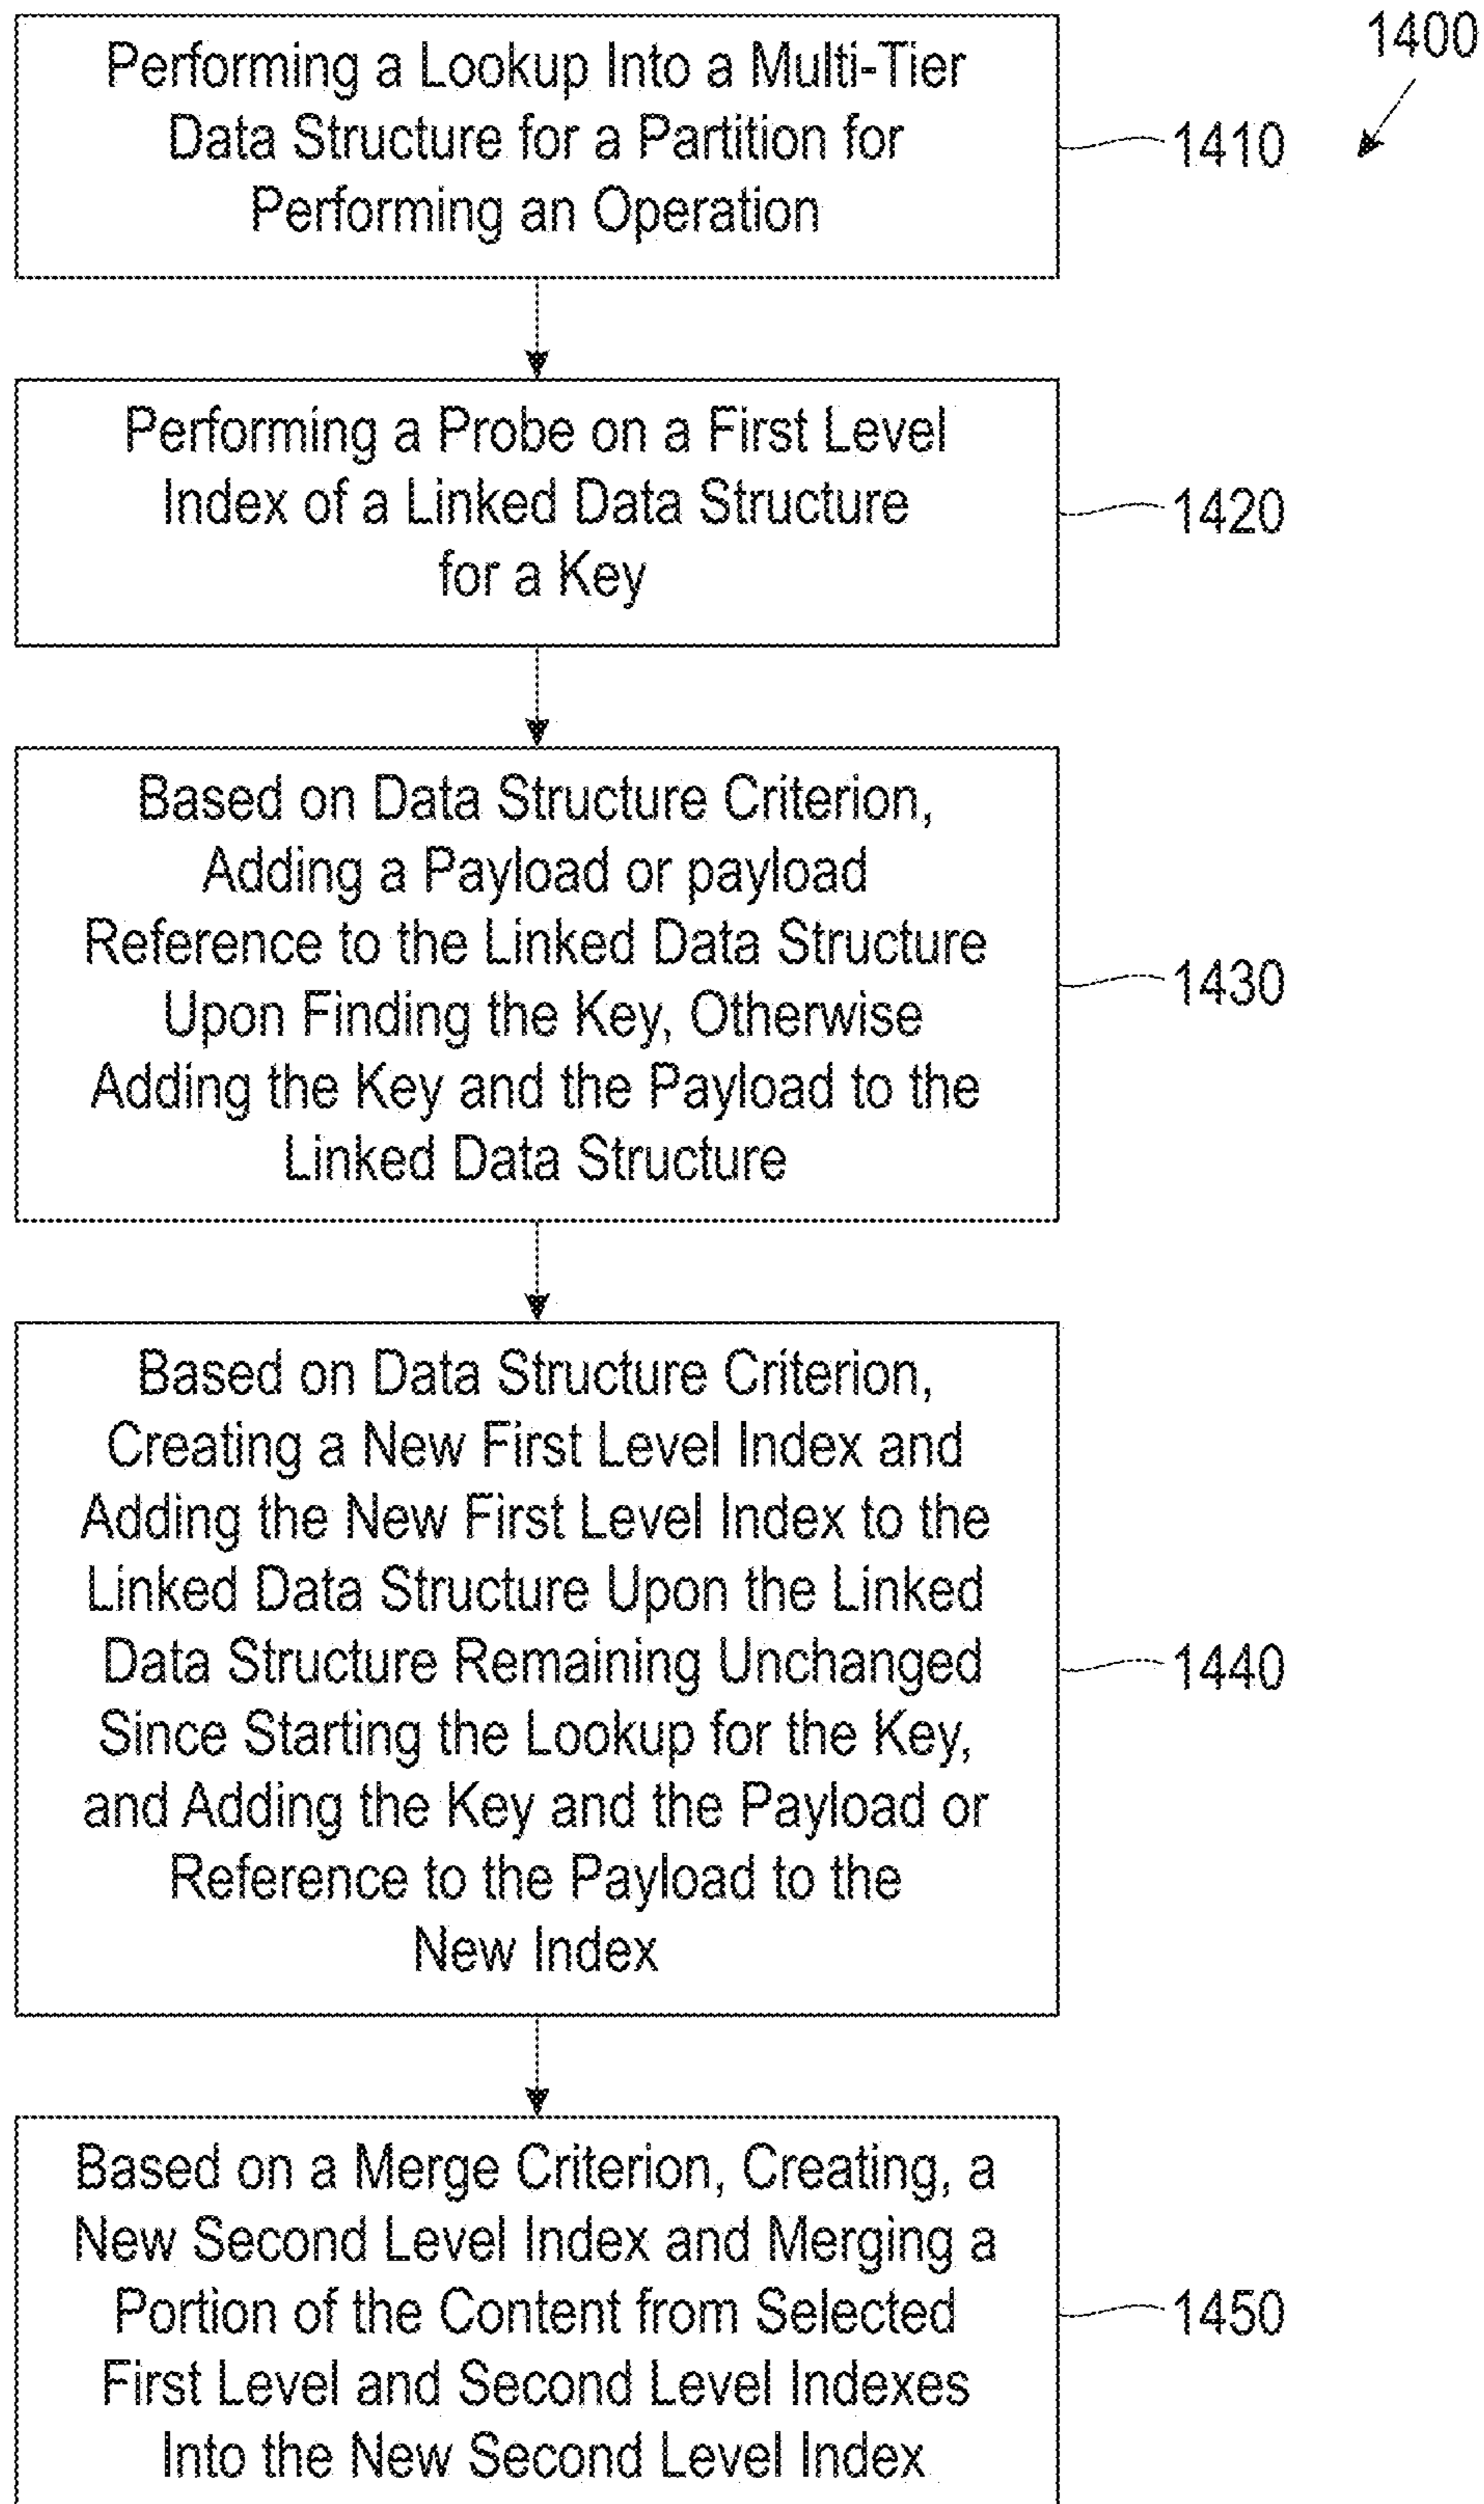 1400
Performing a Lookup Into a Multi-Tier
Data Structure for a Partition for
Performing an Operation
1410
Performing a Probe on a First Level
Index of a Linked Data Structure
for a Key
1420
Based on Data Structure Criterion,
Adding a Payload or payload
Reference to the Linked Data Structure
Upon Finding the Key, Otherwise
Adding the Key and the Payload to the
Linked Data Structure
1430
Based on Data Structure Criterion,
Creating a New First Level Index and
Adding the New First Level Index to the
Linked Data Structure Upon the Linked
Data Structure Remaining Unchanged
Since Starting the Lookup for the Key,
and Adding the Key and the Payload or
Reference to the Payload to the
New Index
1440
Based on a Merge Criterion, Creating, a
New Second Level Index and Merging a
Portion of the Content from Selected
First Level and Second Level Indexes
Into the New Second Level Index
1450